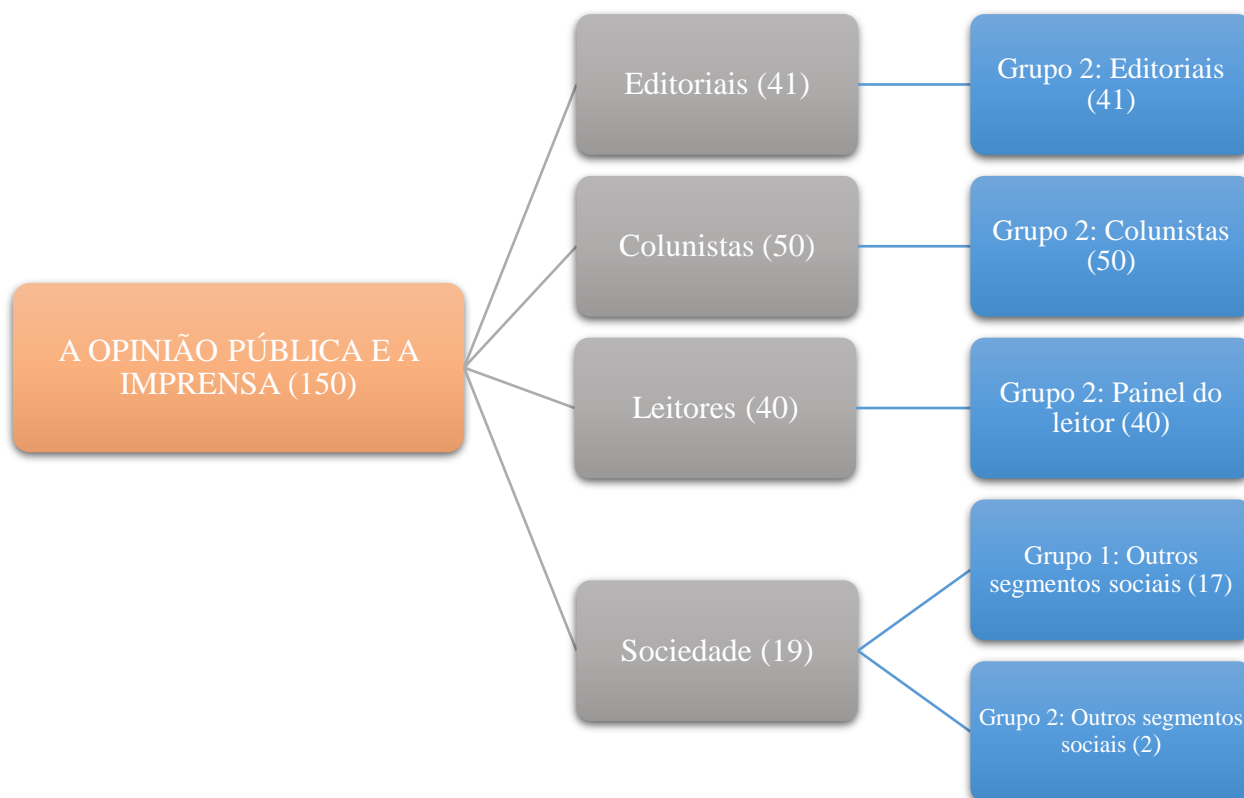 Editoriais (41)
Grupo 2: Editoriais
(41)
Colunistas (50)
Grupo 2: Colunistas
(50)
A OPINIÃO PÚBLICA E A
IMPRENSA (150)
Leitores (40)
Grupo 2: Painel do
leitor (40)
Sociedade (19)
Grupo 1: Outros
segmentos sociais (17)
Grupo 2: Outros segmentos
sociais (2)